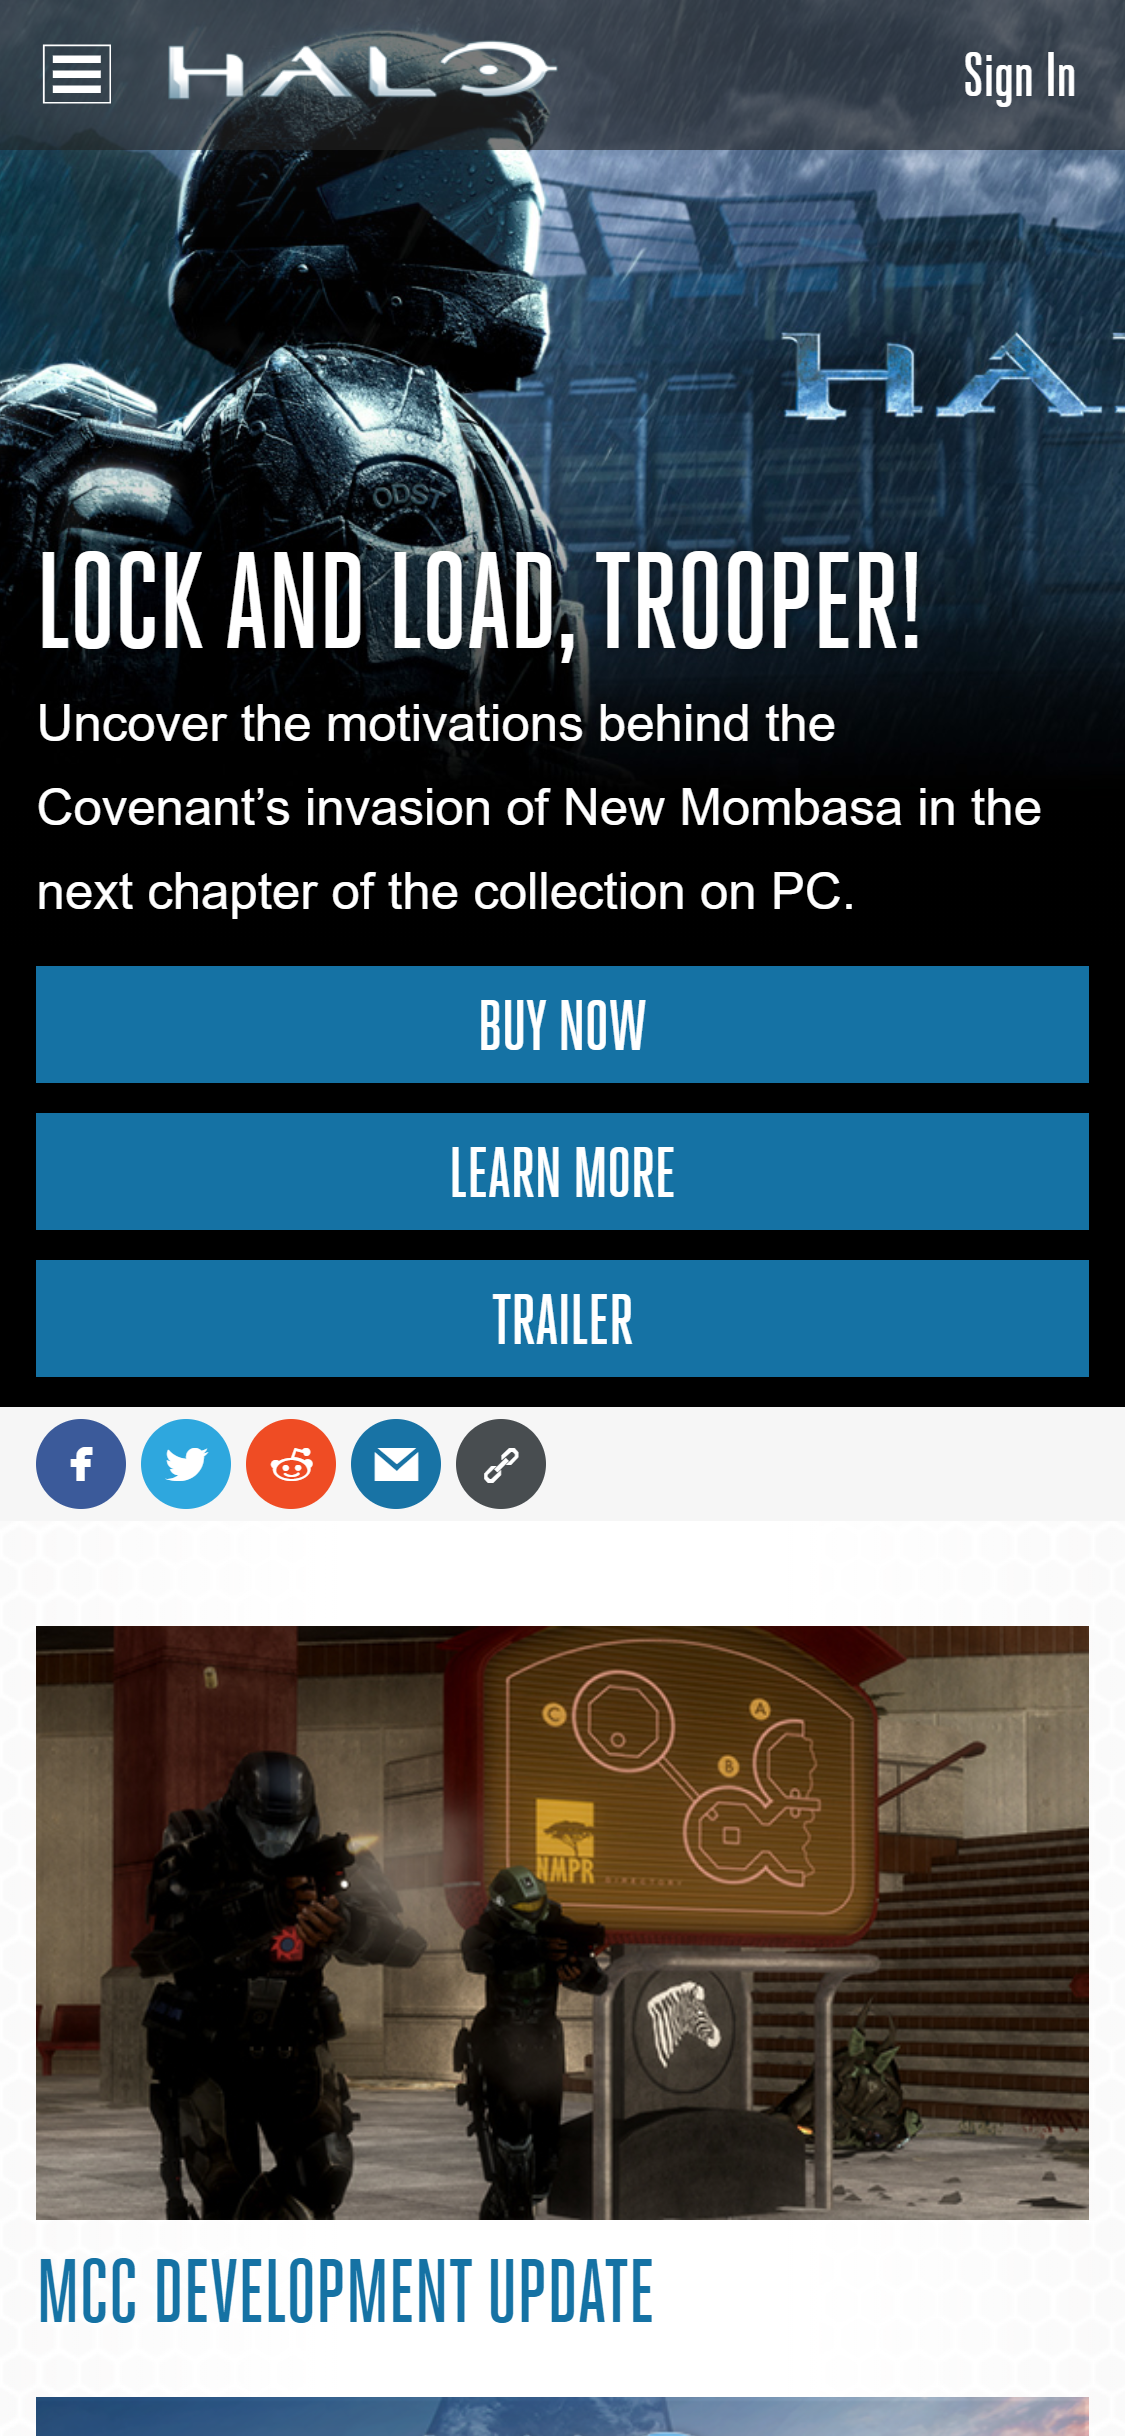 HALO
Sign In
HA
ODST
LOCK AND LOAD, TROOPER!
Uncover the motivations behind the
Covenant’s invasion of New Mombasa in the
next chapter of the collection on PC.
BUY NOW
LEARN MORE
TRAILER
C
A
B
NMPR
DIRECTORY
MCC DEVELOPMENT UPDATE